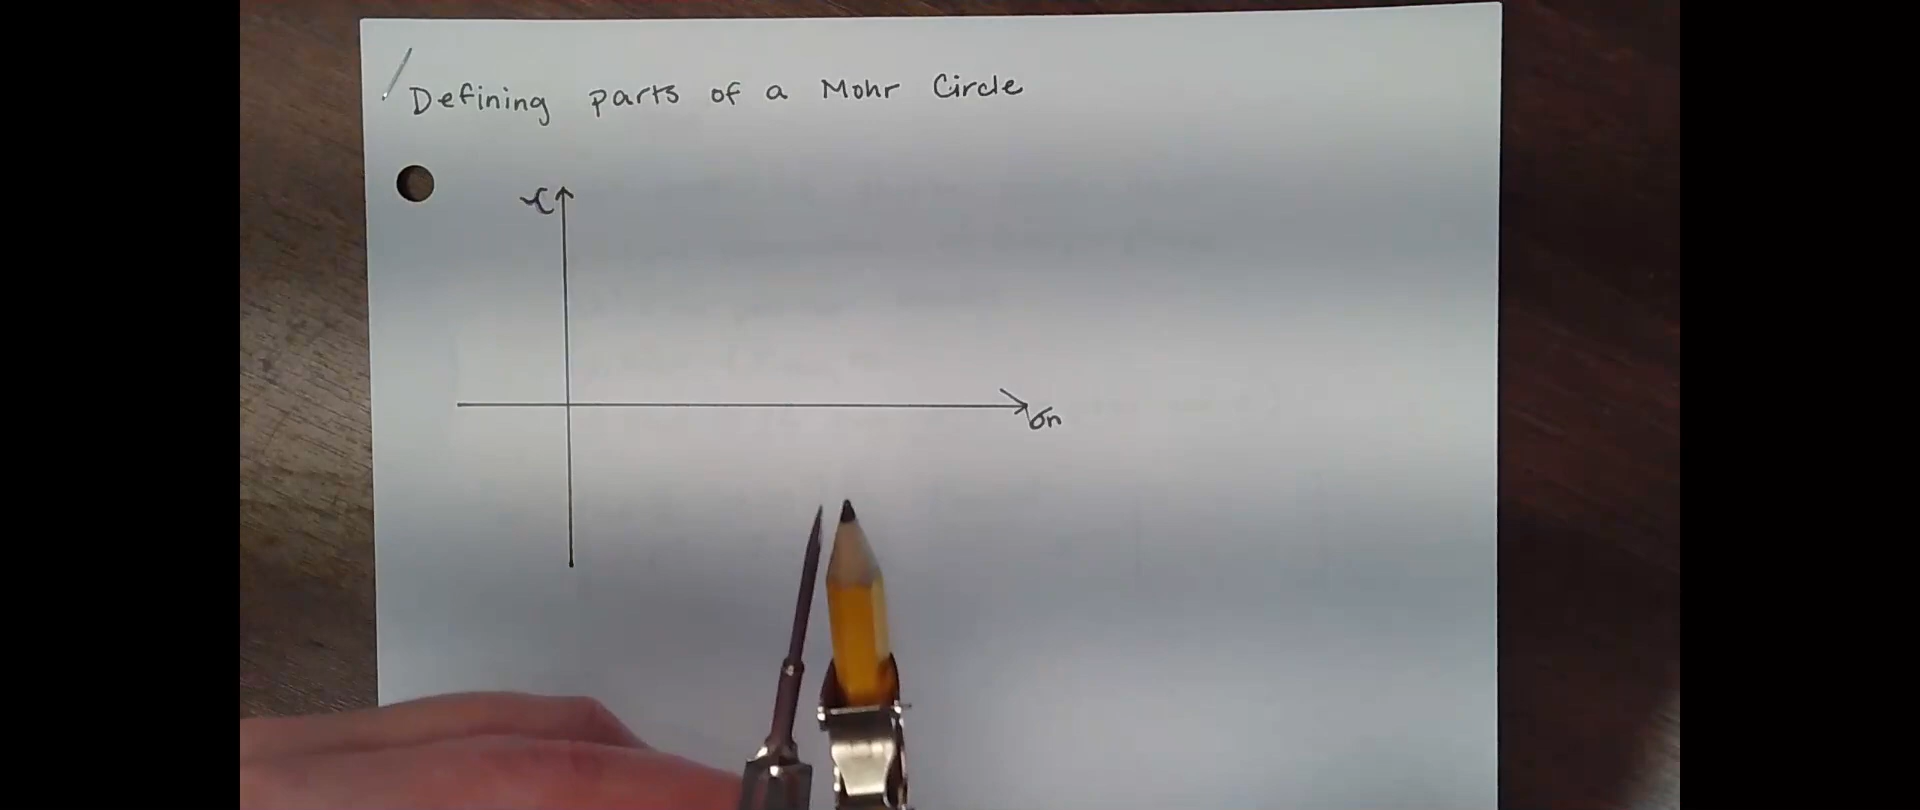 Defining parts of a Mohr Circle
τ
σn